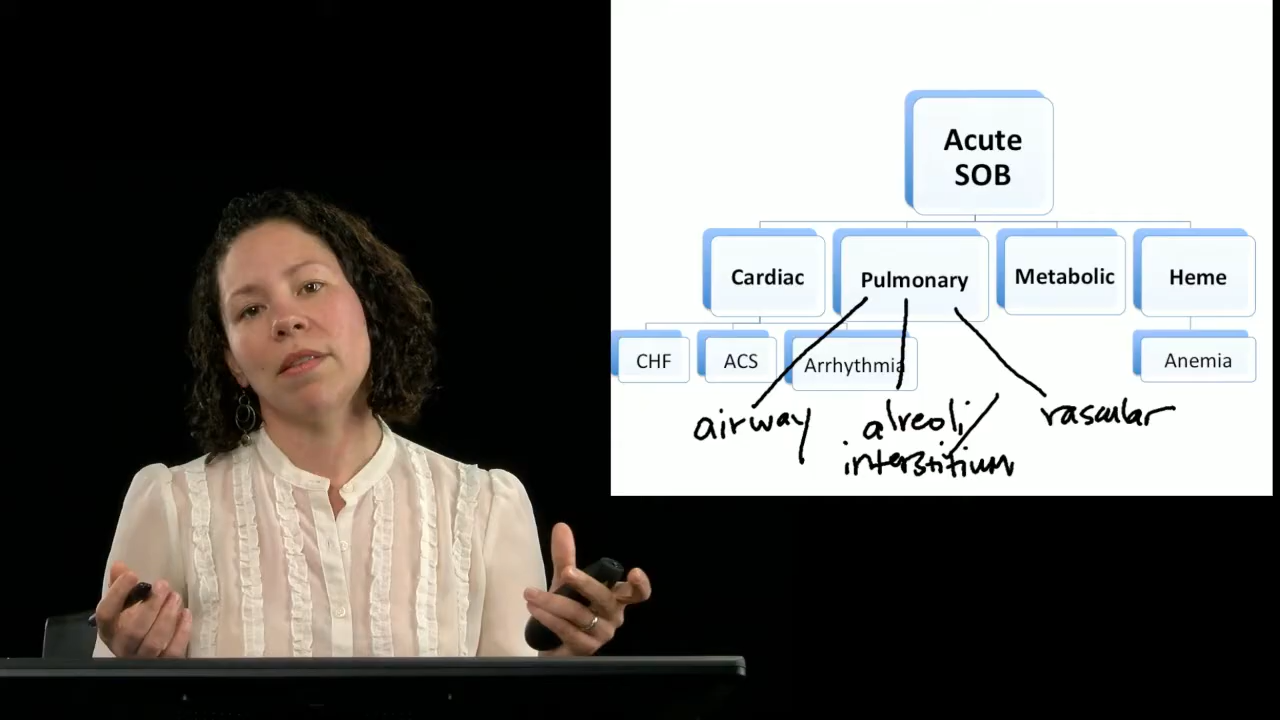 Acute
SOB
Cardiac
Pulmonary
Metabolic
Heme
CHF
ACS
Arrhythmia
Anemia
airway
alveoli
interstitium
vascular